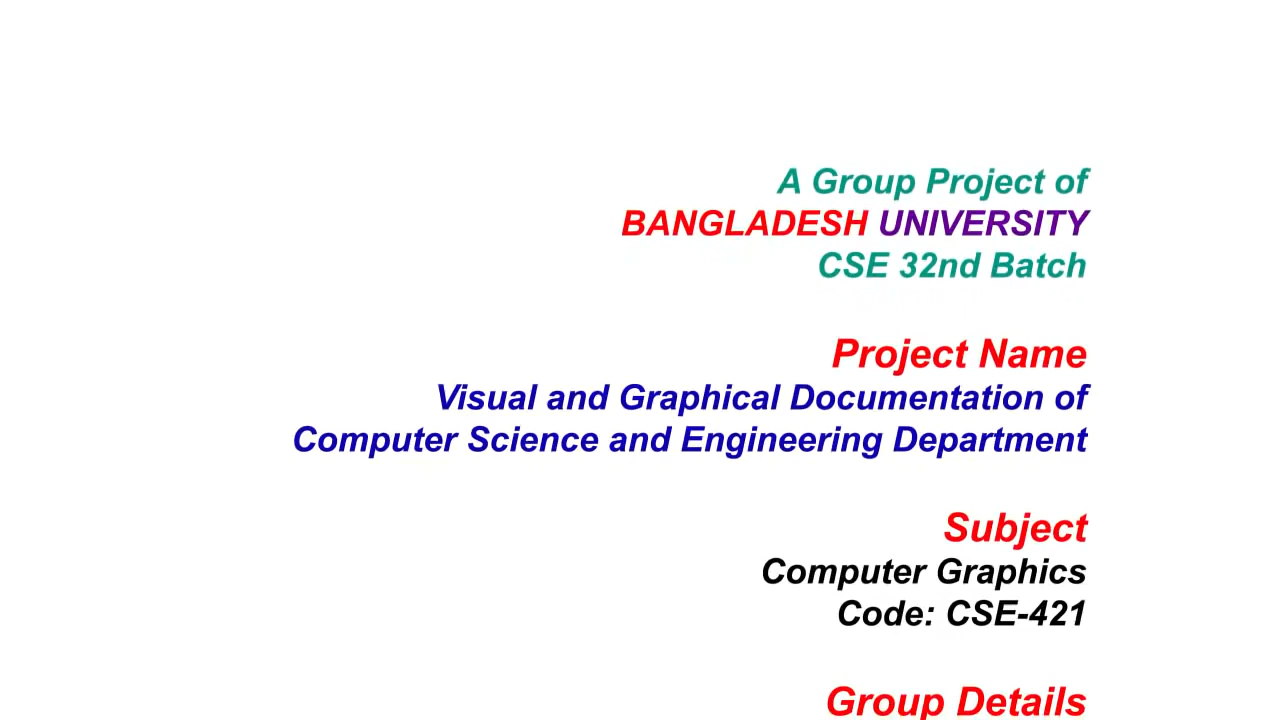 A Group Project of
BANGLADESH UNIVERSITY
CSE 32nd Batch
Project Name
Visual and Graphical Documentation of
Computer Science and Engineering Department
Subject
Computer Graphics
Code: CSE-421
Group Details